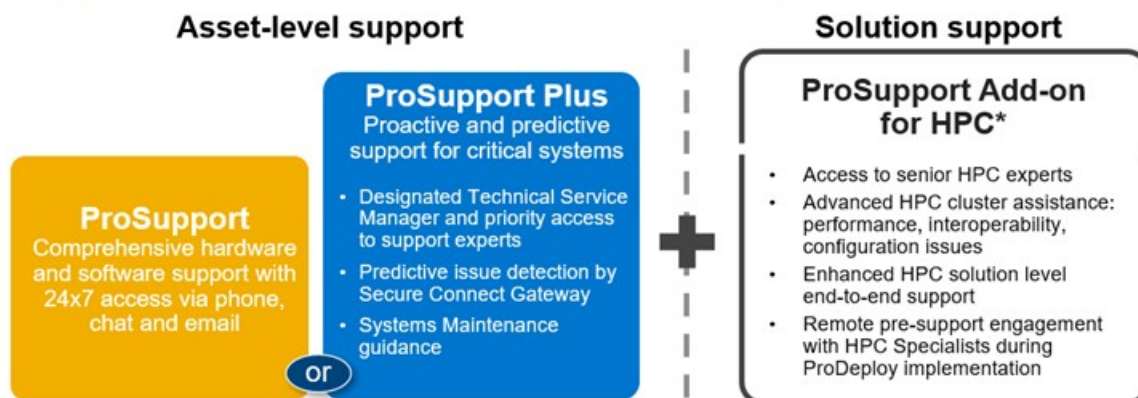 Asset-level support
ProSupport
Comprehensive hardware
and software support with
24x7 access via phone,
chat and email
or
ProSupport Plus
Proactive and predictive
support for critical systems
• Designated Technical Service
Manager and priority access
to support experts
• Predictive issue detection by
Secure Connect Gateway
• Systems Maintenance
guidance
+
Solution support
ProSupport Add-on
for HPC*
• Access to senior HPC experts
• Advanced HPC cluster assistance:
performance, interoperability,
configuration issues
• Enhanced HPC solution level
end-to-end support
• Remote pre-support engagement
with HPC Specialists during
ProDeploy implementation